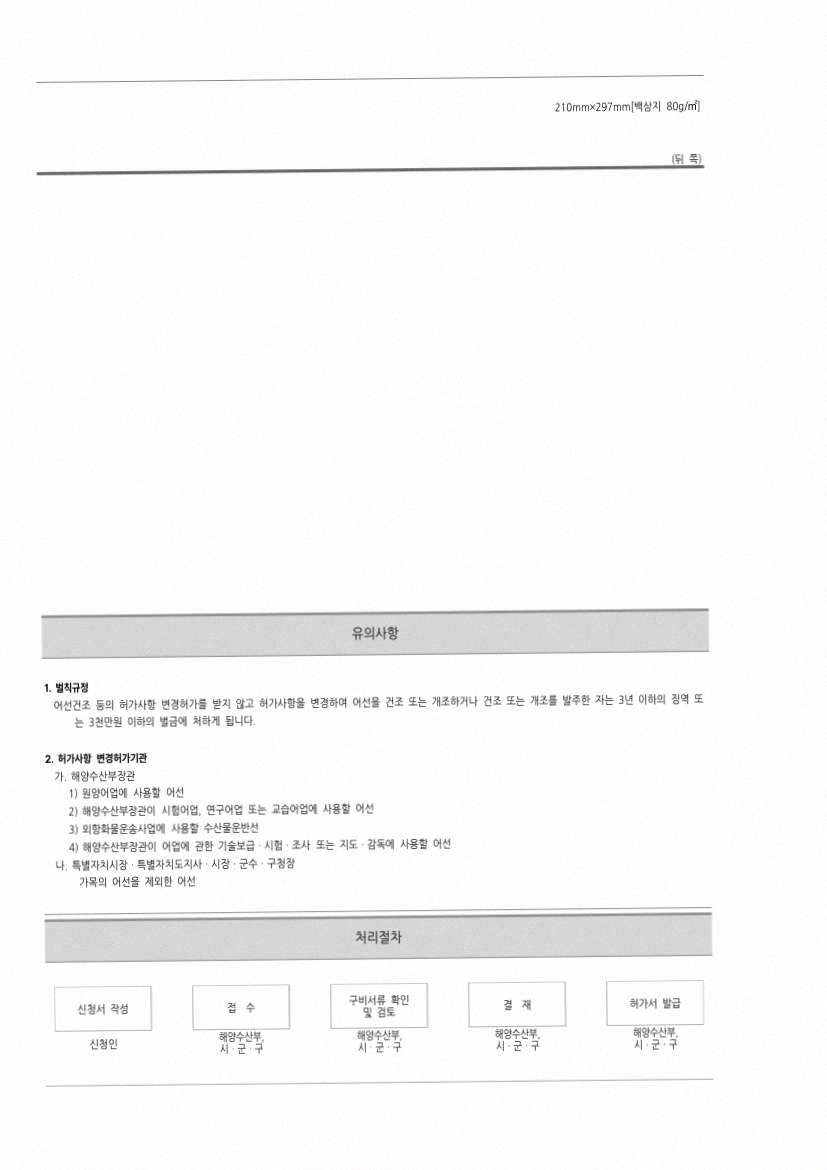 210mm×297mm[백상지 80g/㎡]
(뒤 쪽)
유의사항
1. 벌칙규정
어선건조 등의 허가사항 변경허가를 받지 않고 허가사항을 변경하여 어선을 건조 또는 개조하거나 건조 또는 개조를 발주한 자는 3년 이하의 징역 또
는 3천만원 이하의 벌금에 처하게 됩니다.
2. 허가사항 변경허가기관
가. 해양수산부장관
1) 원양어업에 사용할 어선
2) 해양수산부장관이 시험어업, 연구어업 또는 교습어업에 사용할 어선
3) 외항화물운송사업에 사용할 수산물운반선
4) 해양수산부장관이 어업에 관한 기술보급ㆍ시험ㆍ조사 또는 지도ㆍ감독에 사용할 어선
나. 특별자치시장ㆍ특별자치도지사ㆍ시장ㆍ군수ㆍ구청장
가목의 어선을 제외한 어선
처리절차
신청서 작성
신청인
접 수
해양수산부,
시ㆍ군ㆍ구
구비서류 확인
및 검토
해양수산부,
시ㆍ군ㆍ구
결 재
해양수산부,
시ㆍ군ㆍ구
허가서 발급
해양수산부,
시ㆍ군ㆍ구